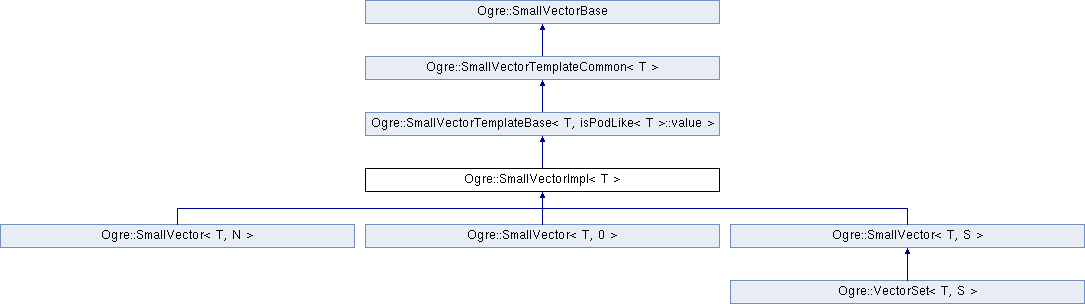 Ogre::SmallVectorBase
Ogre::SmallVectorTemplateCommon< T >
Ogre::SmallVectorTemplateBase< T, isPodLike< T >::value >
Ogre::SmallVectorImpl< T >
Ogre::SmallVector< T, N >
Ogre::SmallVector< T, 0 >
Ogre::SmallVector< T, S >
Ogre::VectorSet< T, S >